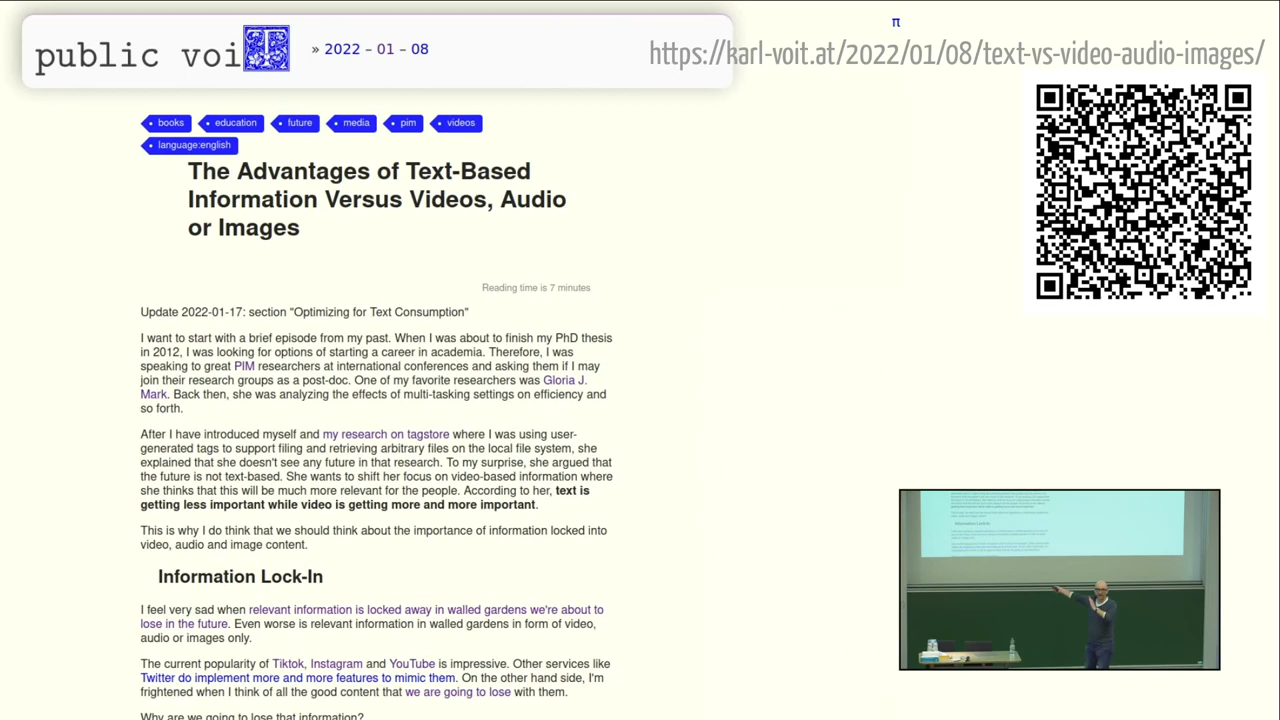 public voit
» 2022 - 01 - 08
π
https://karl-voit.at/2022/01/08/text-vs-video-audio-images/
• books • education • future • media • pim • videos
• language:english
The Advantages of Text-Based
Information Versus Videos, Audio
or Images
Reading time is 7 minutes
Update 2022-01-17: section "Optimizing for Text Consumption"
I want to start with a brief episode from my past. When I was about to finish my PhD thesis
in 2012, I was looking for options of starting a career in academia. Therefore, I was
speaking to great PIM researchers at international conferences and asking them if I may
join their research groups as a post-doc. One of my favorite researchers was Gloria J.
Mark. Back then, she was analyzing the effects of multi-tasking settings on efficiency and
so forth.
After I have introduced myself and my research on tagstore where I was using user-
generated tags to support filing and retrieving arbitrary files on the local file system, she
explained that she doesn't see any future in that research. To my surprise, she argued that
the future is not text-based. She wants to shift her focus on video-based information where
she thinks that this will be much more relevant for the people. According to her, text is
getting less important while video is getting more and more important.
This is why I do think that we should think about the importance of information locked into
video, audio and image content.
Information Lock-In
I feel very sad when relevant information is locked away in walled gardens we're about to
lose in the future. Even worse is relevant information in walled gardens in form of video,
audio or images only.
The current popularity of Tiktok, Instagram and YouTube is impressive. Other services like
Twitter do implement more and more features to mimic them. On the other hand side, I'm
frightened when I think of all the good content that we are going to lose with them.
Why are we going to lose that information?
Information Lock-In